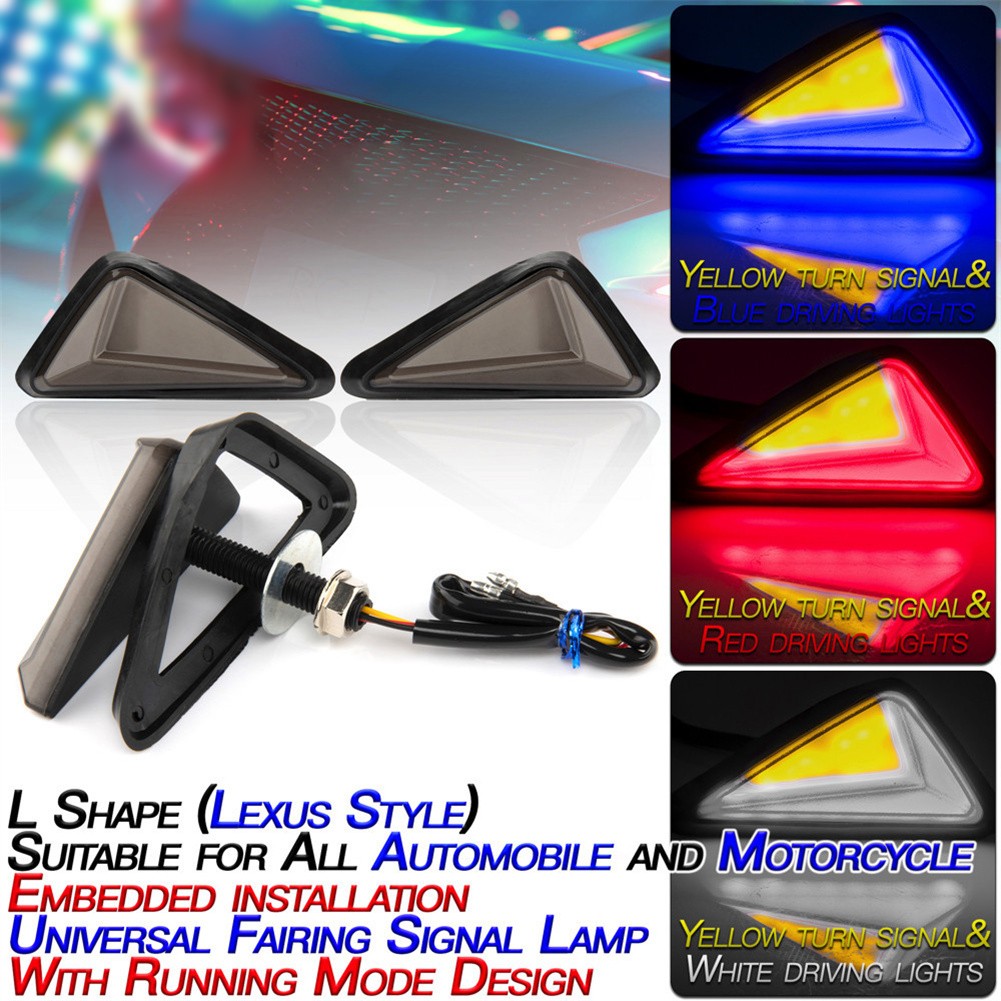 Yellow turn signal&
Blue driving lights
Yellow turn signal&
Red driving lights
Yellow turn signal&
White driving lights
L Shape (Lexus Style)
Suitable for All Automobile and Motorcycle
Embedded installation
Universal Fairing Signal Lamp
With Running Mode Design